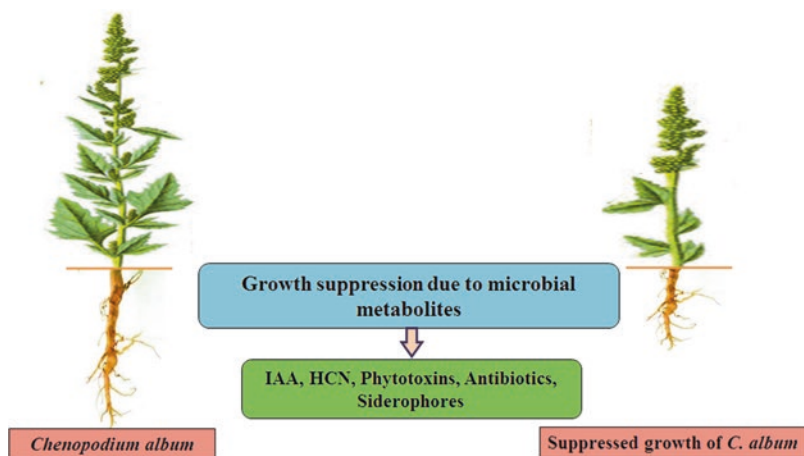 Growth suppression due to microbial
metabolites
IAA, HCN, Phytotoxins, Antibiotics,
Siderophores
Chenopodium album
Suppressed growth of C. album